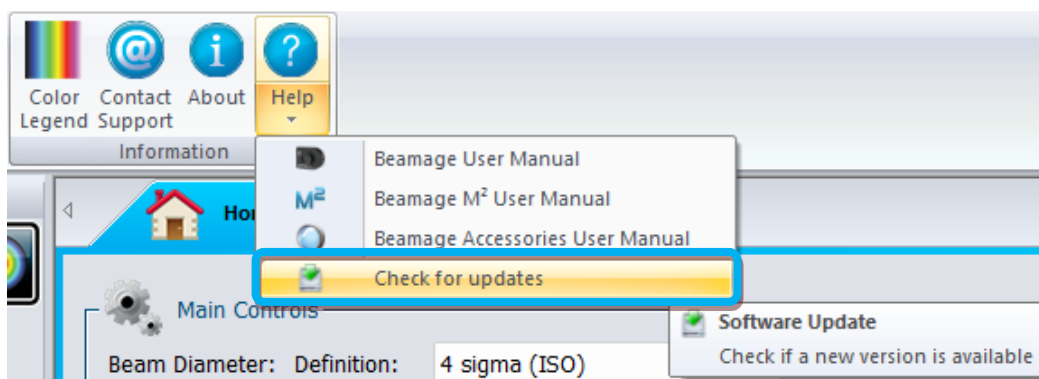 Color Legend
Contact Support
About
Help
Information
Beamage User Manual
M²
Beamage M² User Manual
Beamage Accessories User Manual
Check for updates
Main Controls
Software Update
Check if a new version is available
Beam Diameter: Definition: 4 sigma (ISO)